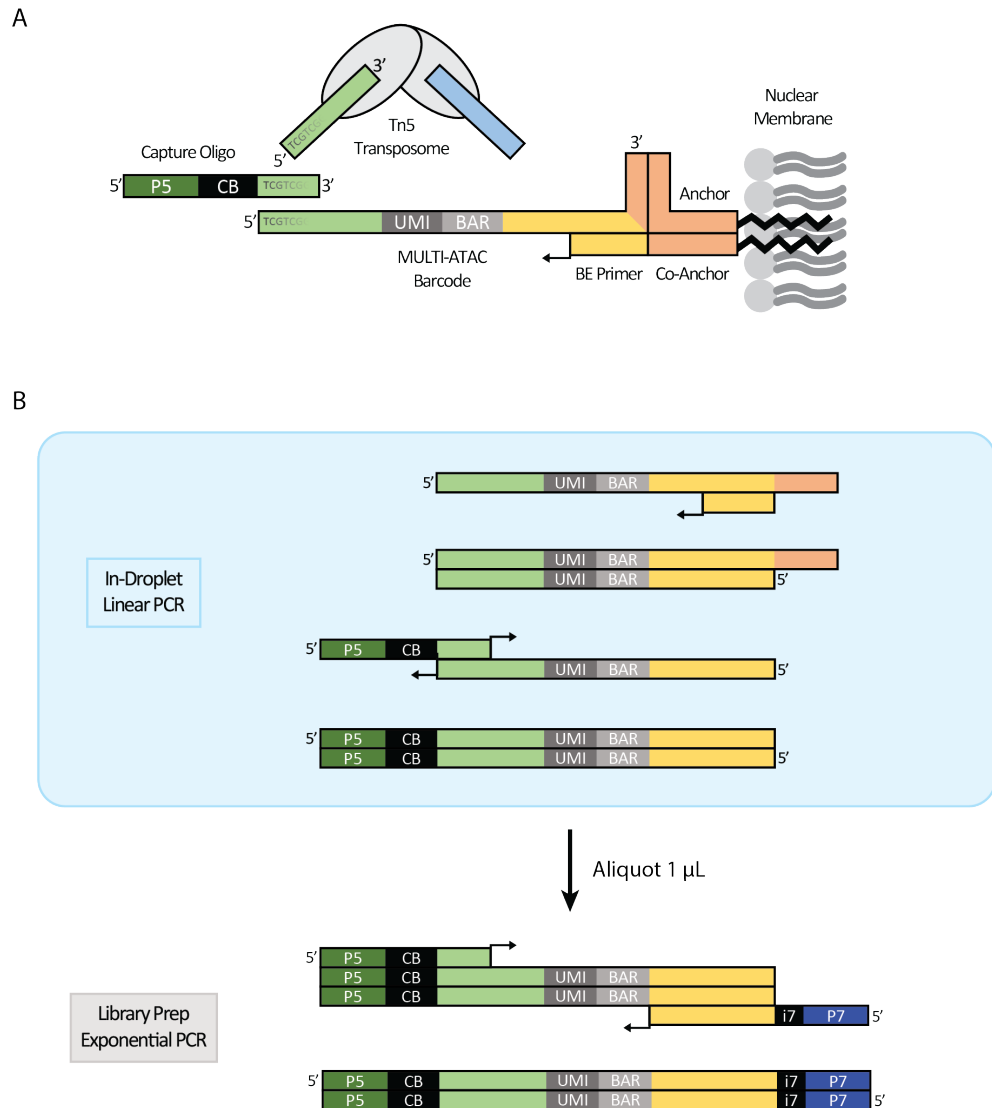 A
3'
TCGTCG
Tn5
Transposome
5'
Nuclear
Membrane
Capture Oligo
5' P5 CB TCGTCG 3'
3'
Anchor
5' TCGTCG UMI BAR
MULTI-ATAC
Barcode
BE Primer
Co-Anchor
B
5' UMI BAR
In-Droplet
Linear PCR
5' UMI BAR
UMI BAR 5'
5' P5 CB
UMI BAR 5'
5' P5 CB UMI BAR
P5 CB UMI BAR 5'
Aliquot 1 µL
5' P5 CB
P5 CB UMI BAR
P5 CB UMI BAR
i7 P7 5'
Library Prep
Exponential PCR
5' P5 CB UMI BAR i7 P7
P5 CB UMI BAR i7 P7 5'